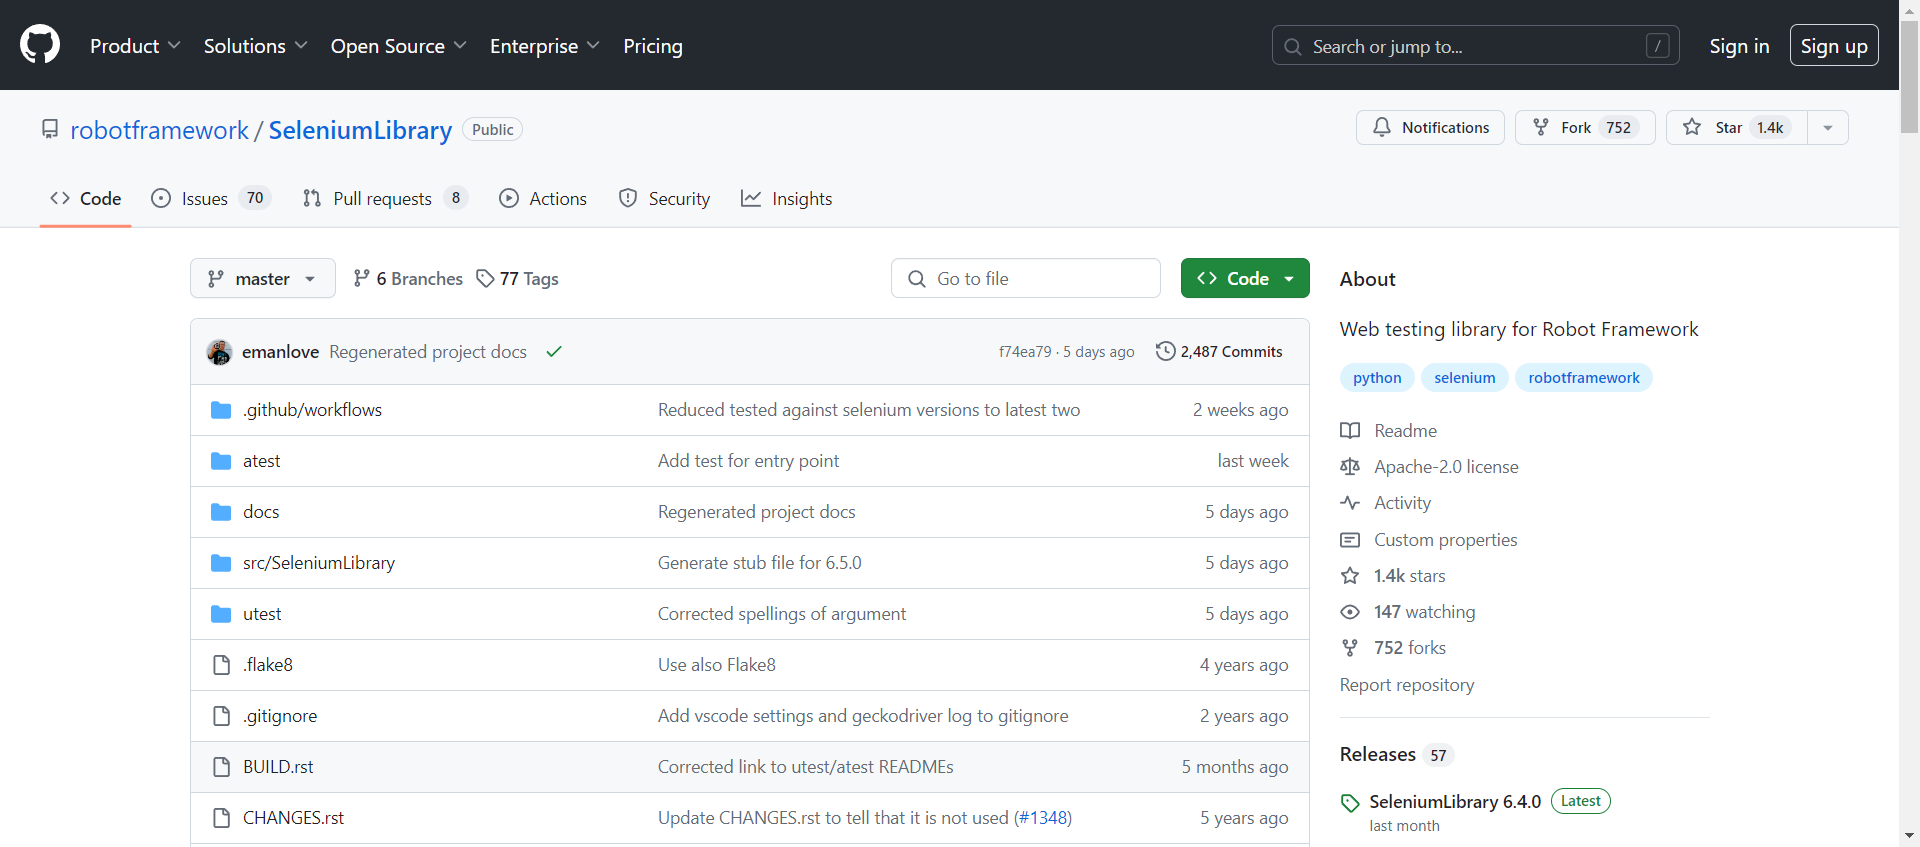 Product Solutions Open Source Enterprise Pricing Search or jump to... / Sign in Sign up
robotframework / SeleniumLibrary Public Notifications Fork 752 Star 1.4k
Code Issues 70 Pull requests 8 Actions Security Insights
master 6 Branches 77 Tags Go to file Code
emanlove Regenerated project docs f74ea79 · 5 days ago 2,487 Commits
.github/workflows Reduced tested against selenium versions to latest two 2 weeks ago
atest Add test for entry point last week
docs Regenerated project docs 5 days ago
src/SeleniumLibrary Generate stub file for 6.5.0 5 days ago
utest Corrected spellings of argument 5 days ago
.flake8 Use also Flake8 4 years ago
.gitignore Add vscode settings and geckodriver log to gitignore 2 years ago
BUILD.rst Corrected link to utest/atest READMEs 5 months ago
CHANGES.rst Update CHANGES.rst to tell that it is not used (#1348) 5 years ago
About
Web testing library for Robot Framework
python selenium robotframework
Readme
Apache-2.0 license
Activity
Custom properties
1.4k stars
147 watching
752 forks
Report repository
Releases 57
SeleniumLibrary 6.4.0 Latest
last month